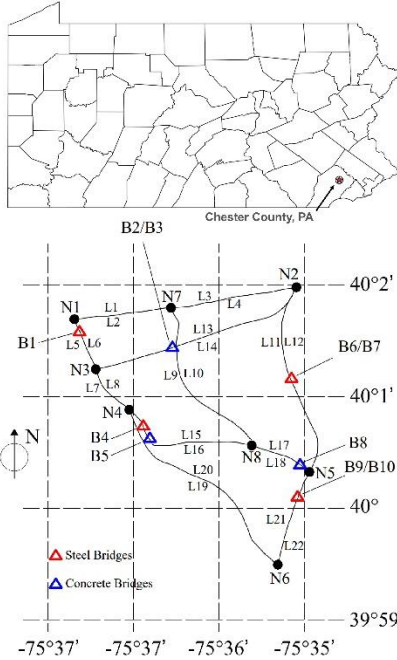 Chester County, PA
B2/B3
N2
40°2'
N1
L1
L2
N7
L3
L4
B1
L5
L6
L13
L14
L11
L12
B6/B7
N3
L7
L8
L9
L10
40°1'
N
N4
B4
B5
L15
L16
L17
L18
B8
N8
N5
B9/B10
L20
L19
40°
L21
Steel Bridges
L22
Concrete Bridges
N6
39°59
-75°37'
-75°37'
-75°36'
-75°35'